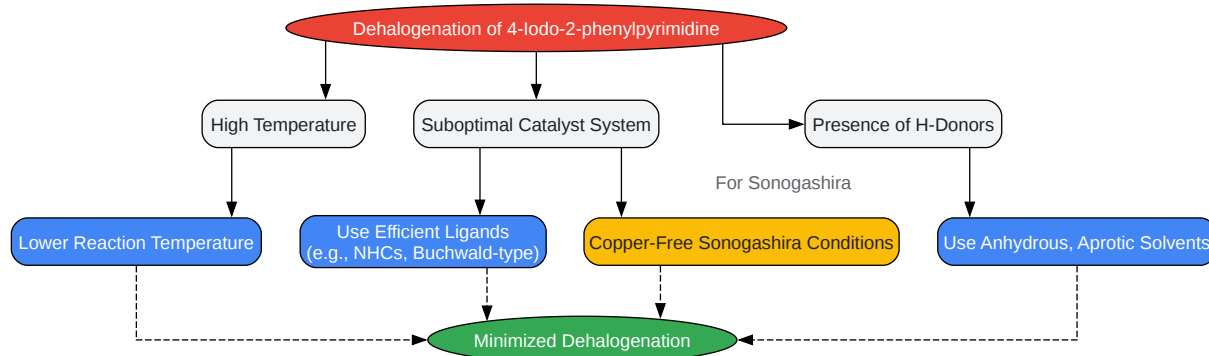 Dehalogenation of 4-Iodo-2-phenylpyrimidine
High Temperature
Suboptimal Catalyst System
Presence of H-Donors
For Sonogashira
Lower Reaction Temperature
Use Efficient Ligands
(e.g., NHCs, Buchwald-type)
Copper-Free Sonogashira Conditions
Use Anhydrous, Aprotic Solvents
Minimized Dehalogenation